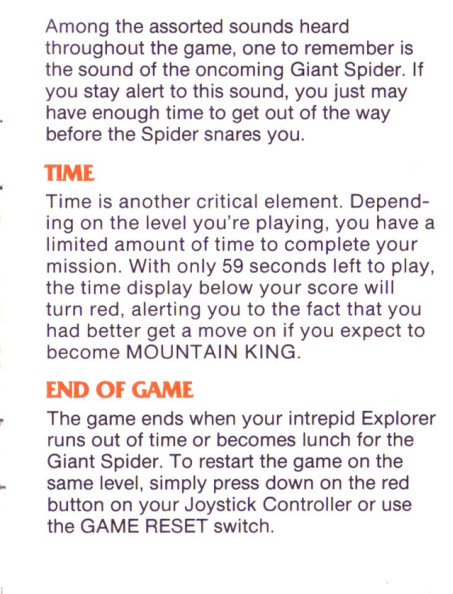 Among the assorted sounds heard
throughout the game, one to remember is
the sound of the oncoming Giant Spider. If
you stay alert to this sound, you just may
have enough time to get out of the way
before the Spider snares you.
TIME
Time is another critical element. Depend-
ing on the level you're playing, you have a
limited amount of time to complete your
mission. With only 59 seconds left to play,
the time display below your score will
turn red, alerting you to the fact that you
had better get a move on if you expect to
become MOUNTAIN KING.
END OF GAME
The game ends when your intrepid Explorer
runs out of time or becomes lunch for the
Giant Spider. To restart the game on the
same level, simply press down on the red
button on your Joystick Controller or use
the GAME RESET switch.